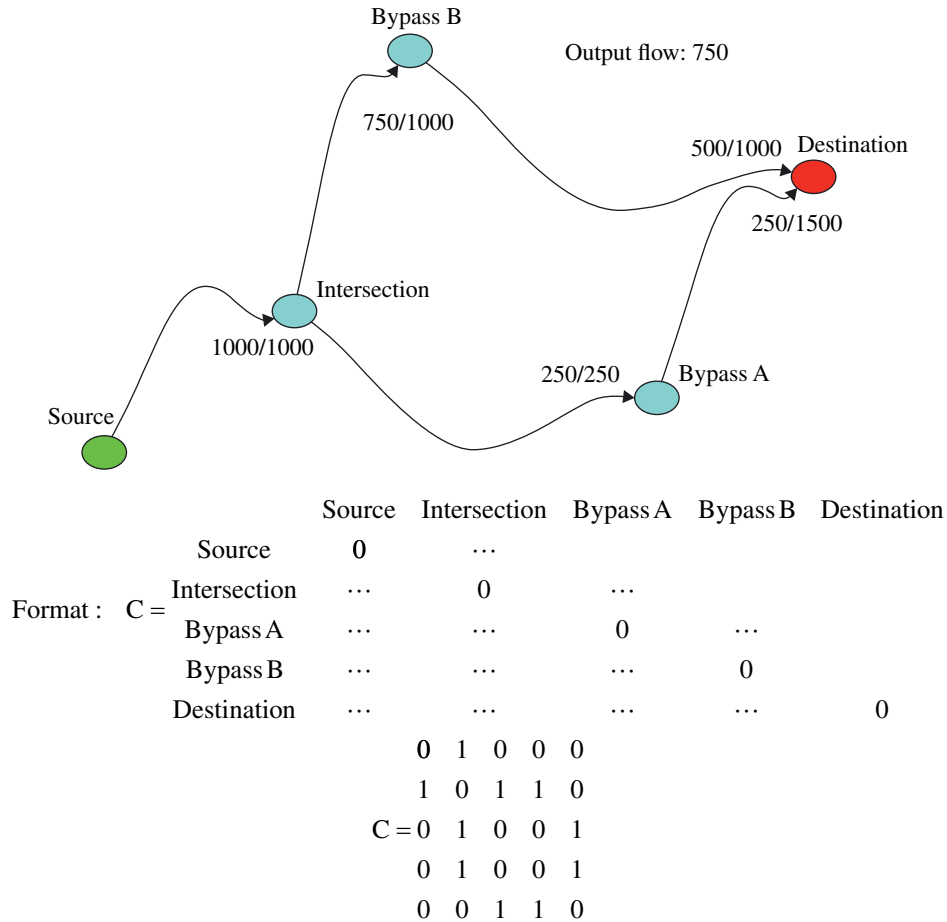 Bypass B
Output flow: 750
750/1000
500/1000
Destination
250/1500
Intersection
1000/1000
250/250
Bypass A
Source
Source Intersection Bypass A Bypass B Destination
Source 0 ...
Intersection ... 0 ...
Format : C =
Bypass A ... ... 0 ...
Bypass B ... ... ... 0
Destination ... ... ... ... 0
0 1 0 0 0
1 0 1 1 0
C = 0 1 0 0 1
0 1 0 0 1
0 0 1 1 0